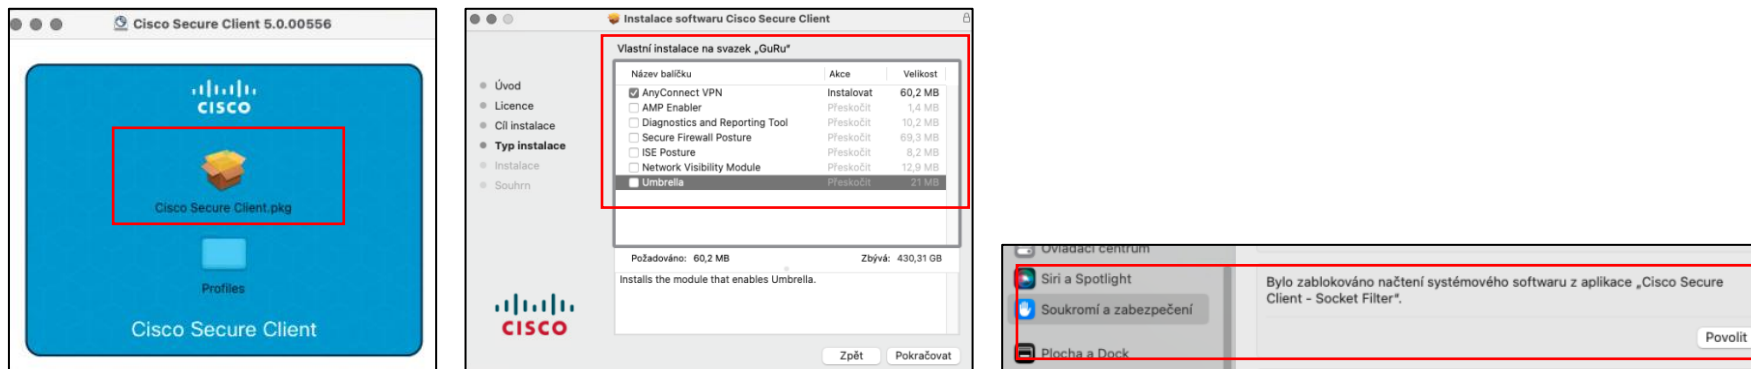 Cisco Secure Client 5.0.00556
CISCO
Cisco Secure Client.pkg
Profiles
Cisco Secure Client
Instalace softwaru Cisco Secure Client
Vlastní instalace na svazek „GuRu“
Úvod
Licence
Cíl instalace
Typ instalace
Instalace
Souhrn
Název balíčku Akce Velikost
AnyConnect VPN Instalovat 60,2 MB
AMP Enabler Přeskočit 1,4 MB
Diagnostics and Reporting Tool Přeskočit 10,2 MB
Secure Firewall Posture Přeskočit 69,3 MB
ISE Posture Přeskočit 8,2 MB
Network Visibility Module Přeskočit 12,9 MB
Umbrella Přeskočit 21 MB
Požadováno: 60,2 MB Zbývá: 430,31 GB
Installs the module that enables Umbrella.
CISCO
Zpět Pokračovat
Ovládací centrum
Siri a Spotlight
Soukromí a zabezpečení
Plocha a Dock
Bylo zablokováno načtení systémového softwaru z aplikace „Cisco Secure
Client - Socket Filter“.
Povolit